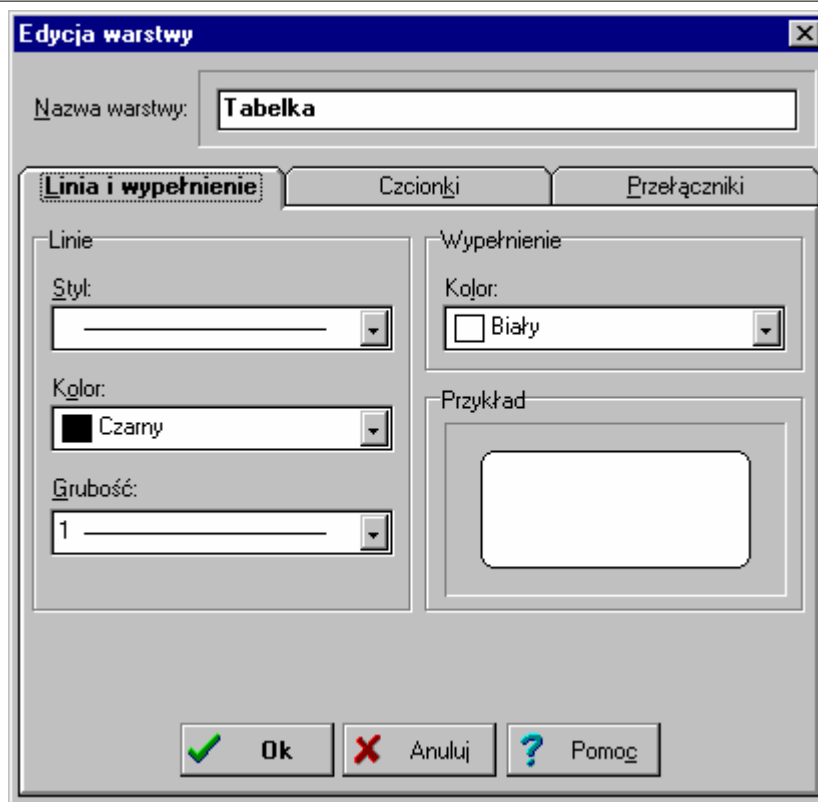 Edycja warstwy
Nazwa warstwy: Tabelka
Linia i wypełnienie Czcionki Przełączniki
Linie
Styl:
Kolor:
Czarny
Grubość:
1
Wypełnienie
Kolor:
Biały
Przykład
Ok Anuluj Pomoc